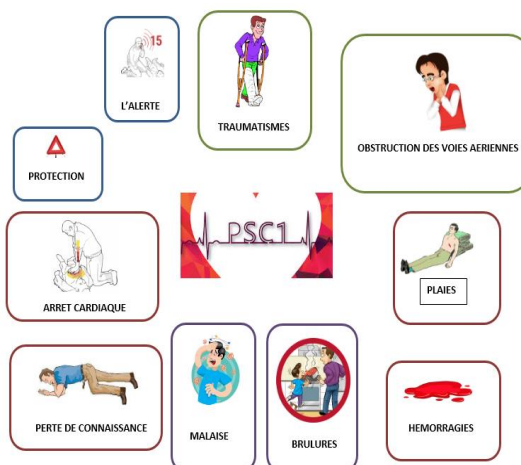 15
L'ALERTE
TRAUMATISMES
OBSTRUCTION DES VOIES AERIENNES
PROTECTION
PSC1
ARRET CARDIAQUE
PLAIES
PERTE DE CONNAISSANCE
MALAISE
BRULURES
HEMORRAGIES